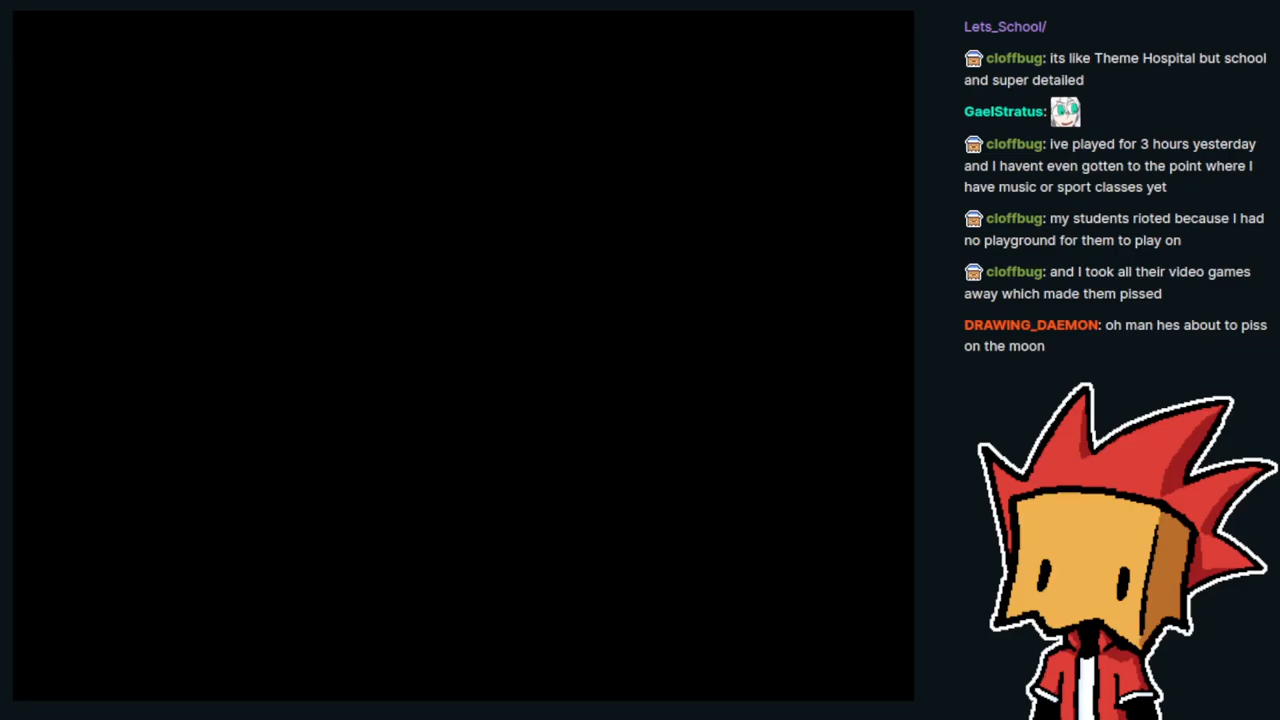 Lets_School/
cloffbug: its like Theme Hospital but school
and super detailed
GaelStratus:
cloffbug: ive played for 3 hours yesterday
and I havent even gotten to the point where I
have music or sport classes yet
cloffbug: my students rioted because I had
no playground for them to play on
cloffbug: and I took all their video games
away which made them pissed
DRAWING_DAEMON: oh man hes about to piss
on the moon